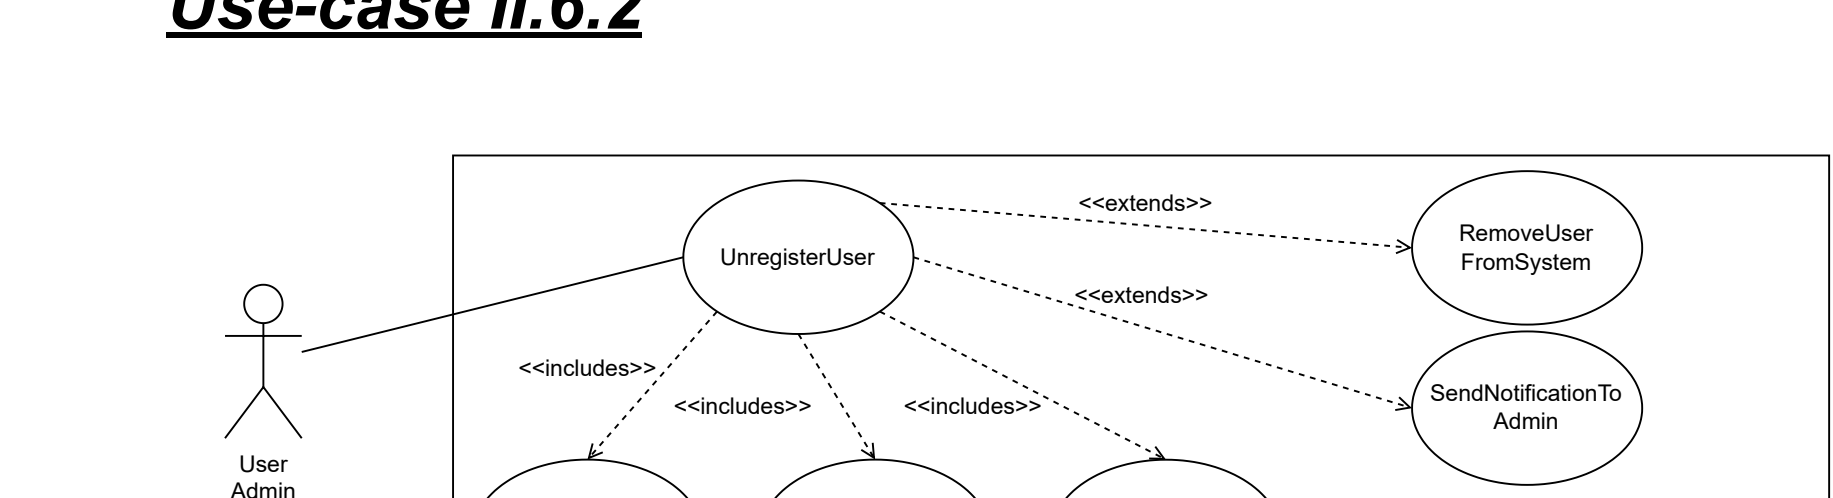 Use-case II.6.2
<<extends>>
RemoveUser
FromSystem
UnregisterUser
<<extends>>
<<includes>>
SendNotificationTo
Admin
<<includes>>
<<includes>>
User
Admin